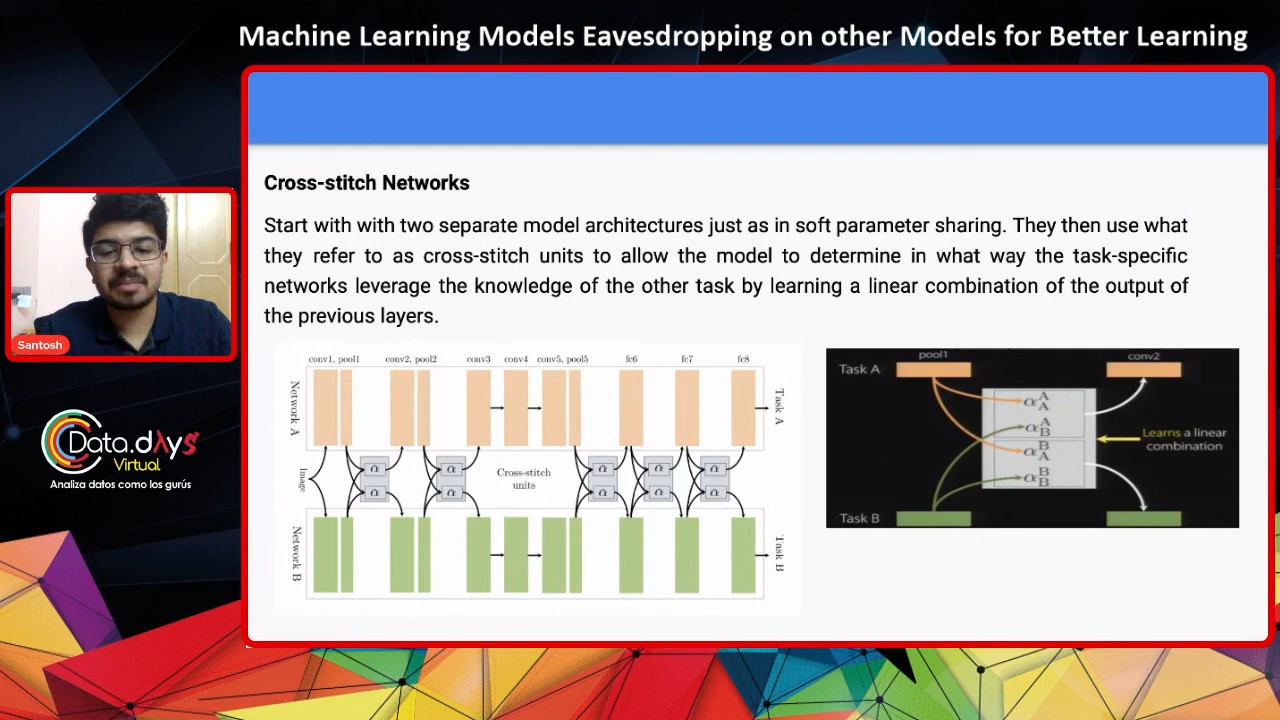 Machine Learning Models Eavesdropping on other Models for Better Learning
Cross-stitch Networks
Start with with two separate model architectures just as in soft parameter sharing. They then use what
they refer to as cross-stitch units to allow the model to determine in what way the task-specific
networks leverage the knowledge of the other task by learning a linear combination of the output of
the previous layers.
Santosh
Data.dAys
Virtual
Analiza datos como los gurús
conv1, pool1 conv2, pool2 conv3 conv4 conv5, pool5 fc6 fc7 fc8
Network A
Task A
Image
α α α α α
Cross-stitch
units
α α α α α
Network B
Task B
pool1 conv2
Task A
α A A
α A B
Learns a linear
combination
α B A
α B B
Task B